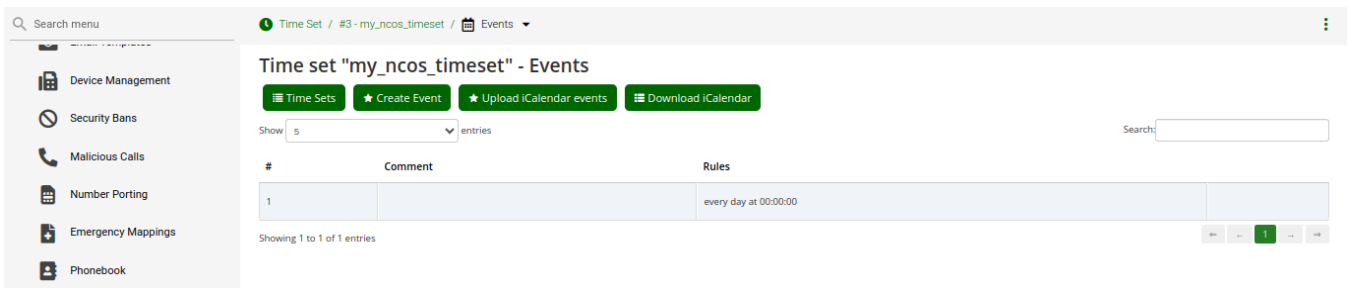 Search menu
Time Set / #3 - my_ncos_timeset / Events
Time set "my_ncos_timeset" - Events
Device Management
Time Sets
Create Event
Upload iCalendar events
Download iCalendar
Security Bans
Show 5 entries
Search:
Malicious Calls
# Comment Rules
Number Porting
1 every day at 00:00:00
Emergency Mappings
Showing 1 to 1 of 1 entries
⇐ ← 1 → ⇒
Phonebook